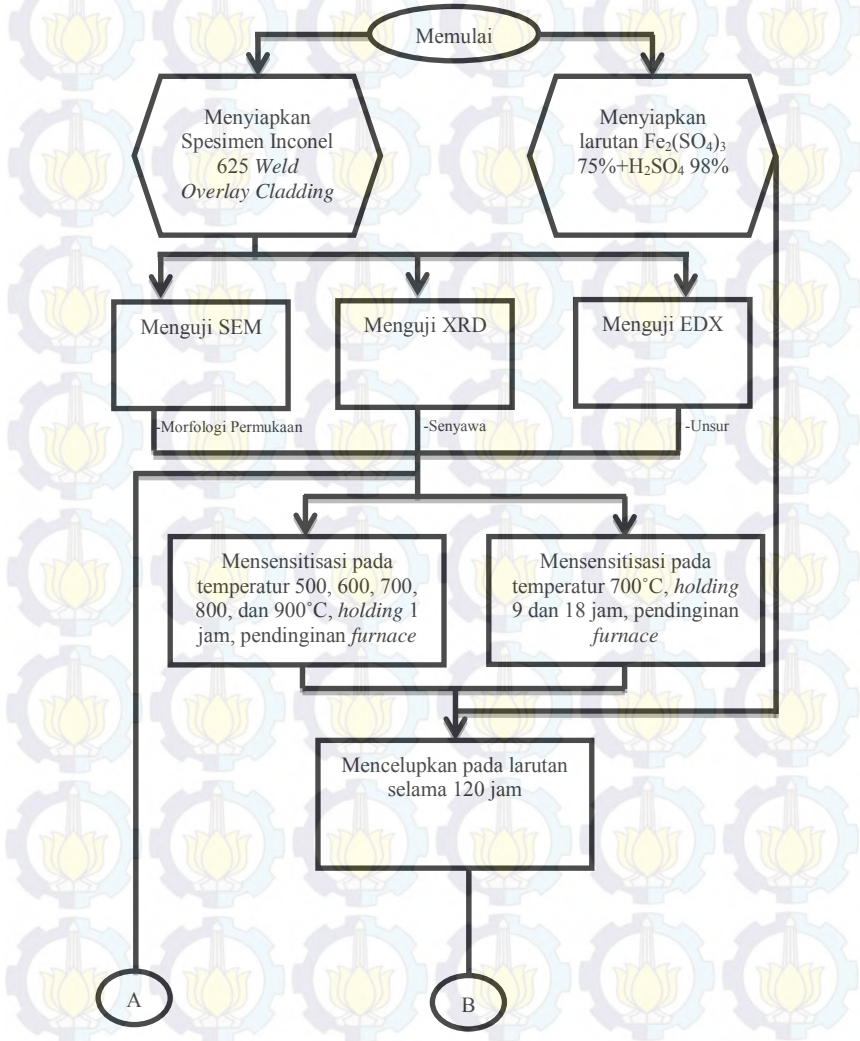 Memulai
Menyiapkan
Spesimen Inconel
625 Weld
Overlay Cladding
Menyiapkan
larutan Fe₂(SO₄)₃
75%+H₂SO₄ 98%
Menguji SEM
Menguji XRD
Menguji EDX
-Morfologi Permukaan
-Senyawa
-Unsur
Mensensitisasi pada
temperatur 500, 600, 700,
800, dan 900˚C, holding 1
jam, pendinginan furnace
Mensensitisasi pada
temperatur 700˚C, holding
9 dan 18 jam, pendinginan
furnace
Mencelupkan pada larutan
selama 120 jam
A
B